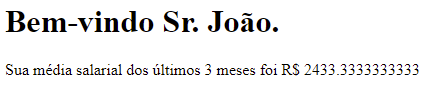 Bem-vindo Sr. João.
Sua média salarial dos últimos 3 meses foi R$ 2433.3333333333